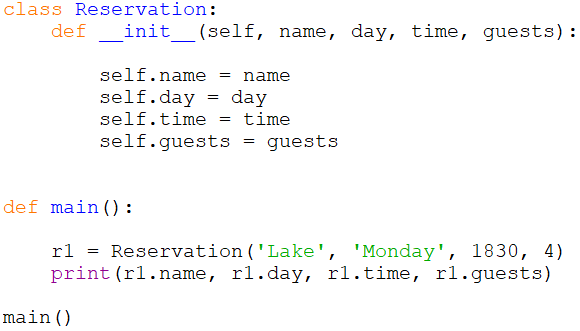 class Reservation:
    def __init__(self, name, day, time, guests):
        self.name = name
        self.day = day
        self.time = time
        self.guests = guests
def main():
    r1 = Reservation('Lake', 'Monday', 1830, 4)
    print(r1.name, r1.day, r1.time, r1.guests)
main()